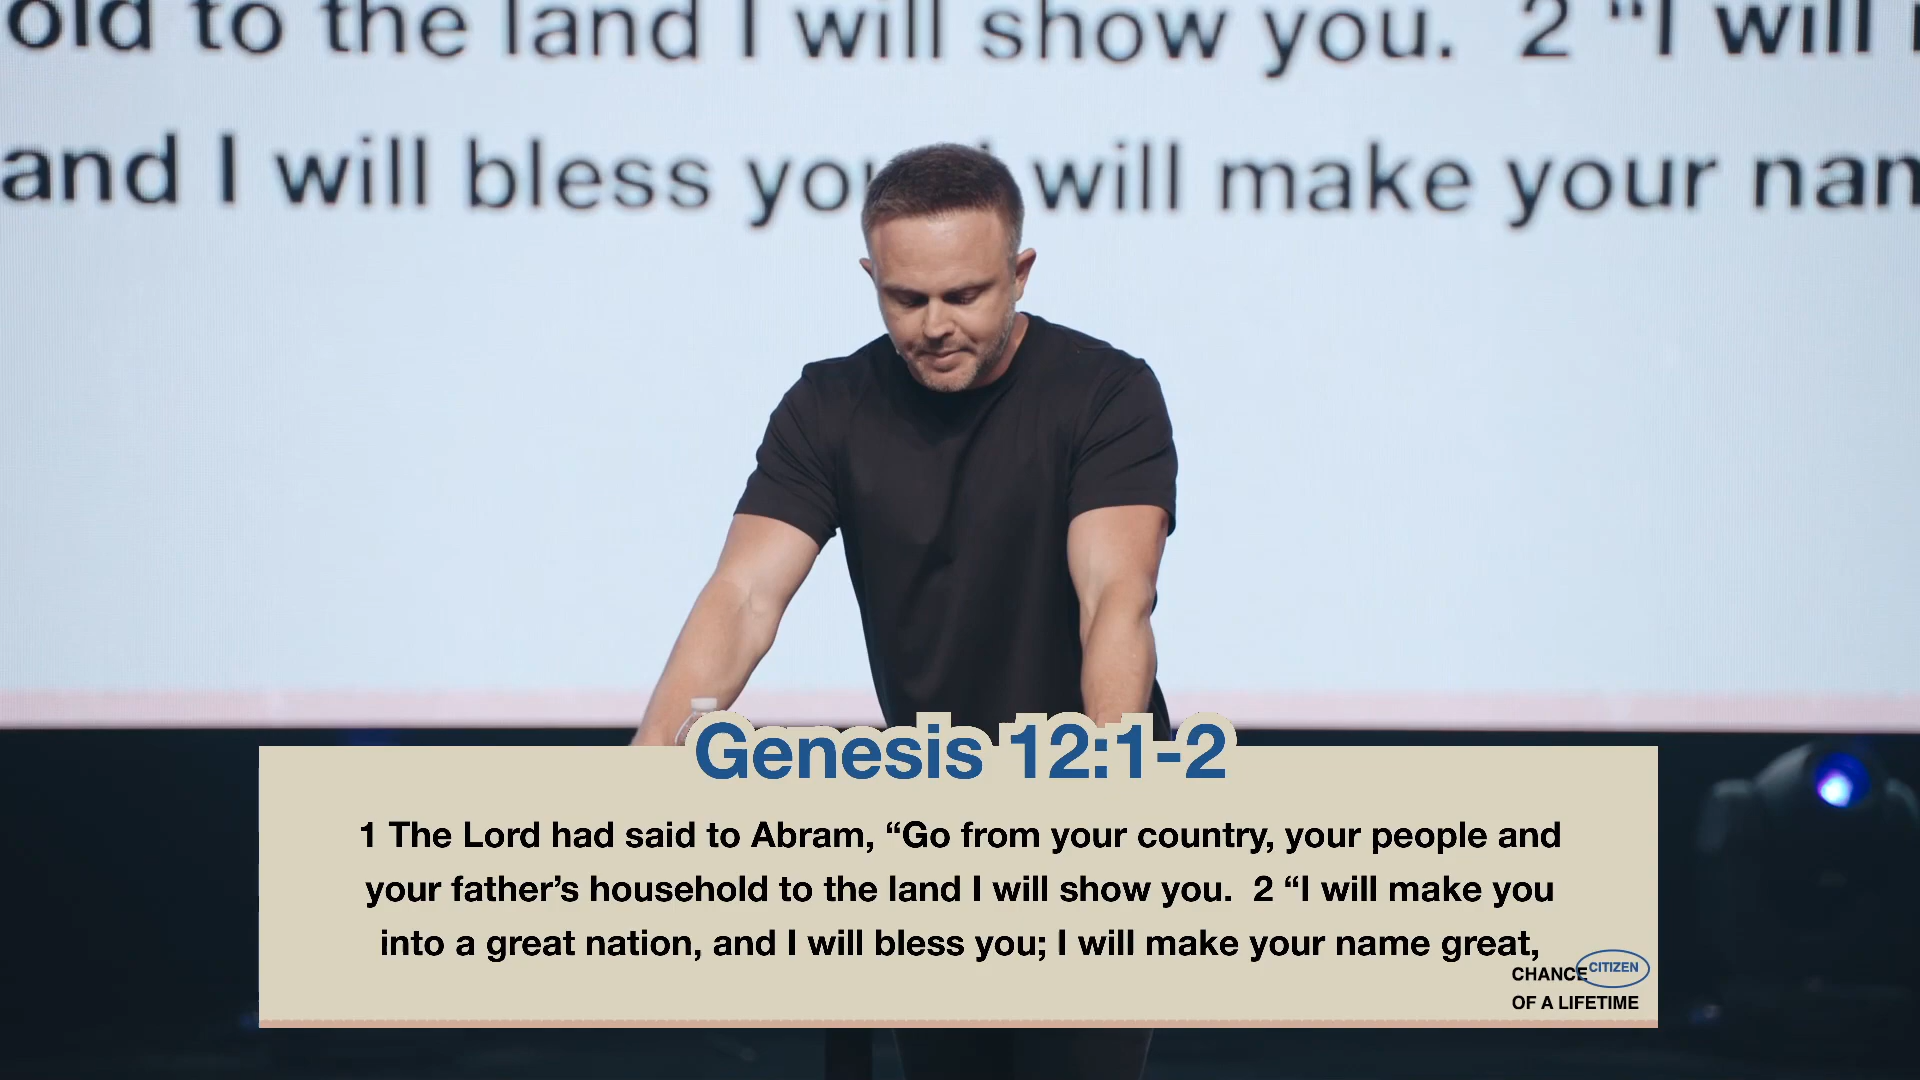 old to the land I will show you. 2 “I will
and I will bless you I will make your
Genesis 12:1-2
1 The Lord had said to Abram, “Go from your country, your people and
your father’s household to the land I will show you. 2 “I will make you
into a great nation, and I will bless you; I will make your name great,
CHANCE CITIZEN
OF A LIFETIME